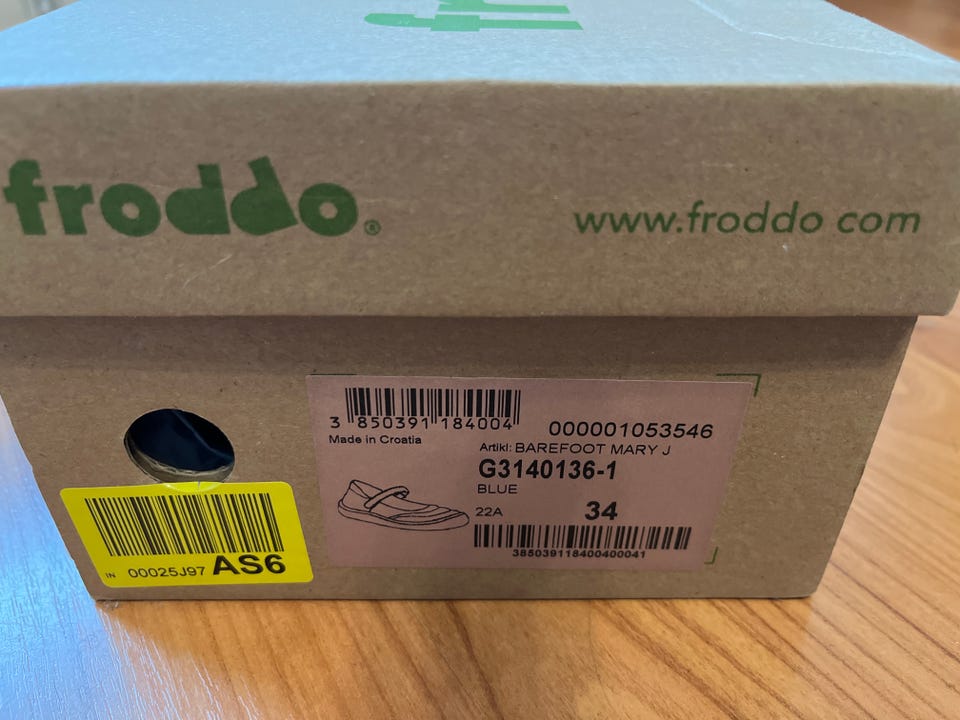 froddo®
www.froddo com
3 850391 184004
000001053546
Made in Croatia
Artikl: BAREFOOT MARY J
G3140136-1
BLUE
22A 34
385039118400400041
IN 00025J97 AS6